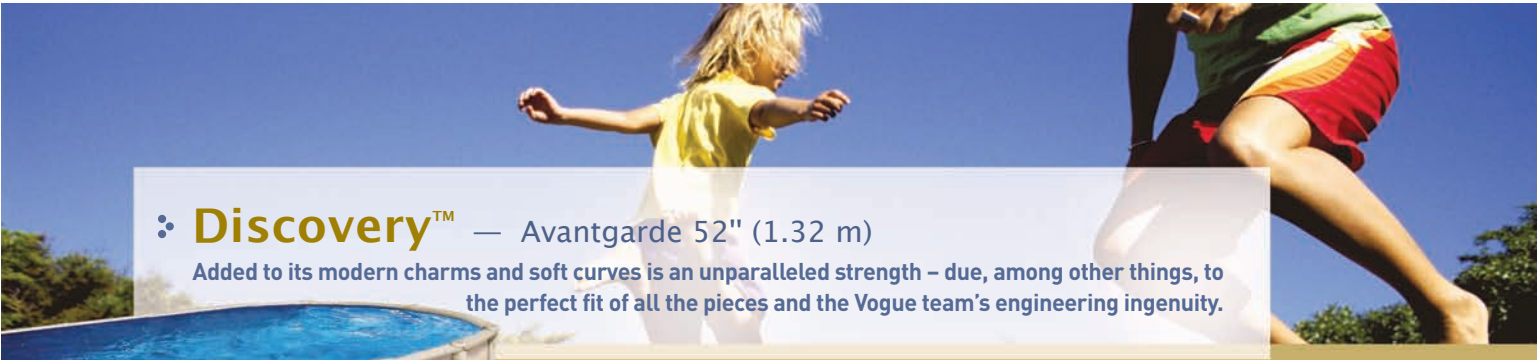 Discovery™ — Avantgarde 52" (1.32 m)
Added to its modern charms and soft curves is an unparalleled strength – due, among other things, to
the perfect fit of all the pieces and the Vogue team's engineering ingenuity.